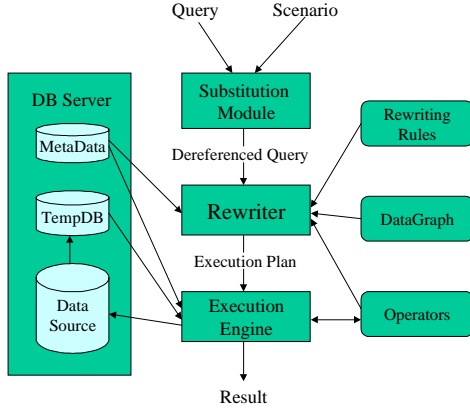 Query
Scenario
DB Server
Substitution
Module
MetaData
Rewriting
Rules
Dereferenced Query
TempDB
Rewriter
DataGraph
Execution Plan
Data
Source
Execution
Engine
Operators
Result